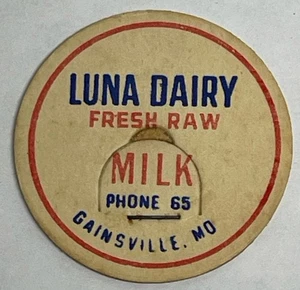 LUNA DAIRY
FRESH RAW
MILK
PHONE 65
GAINSVILLE, MO